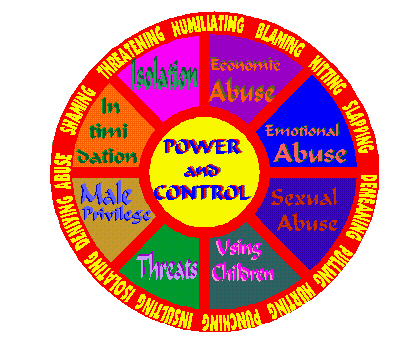 SHAMING THREATENING HUMILIATING BLAMING HITTING SLAPPING DEMEANING PULLING HURTING PUNCHING INSULTING ISOLATING DENYING ABUSE
Isolation
Economic
Abuse
Emotional
Abuse
Sexual
Abuse
Using
Children
Threats
Male
Privilege
In
timi
dation
POWER
and
CONTROL